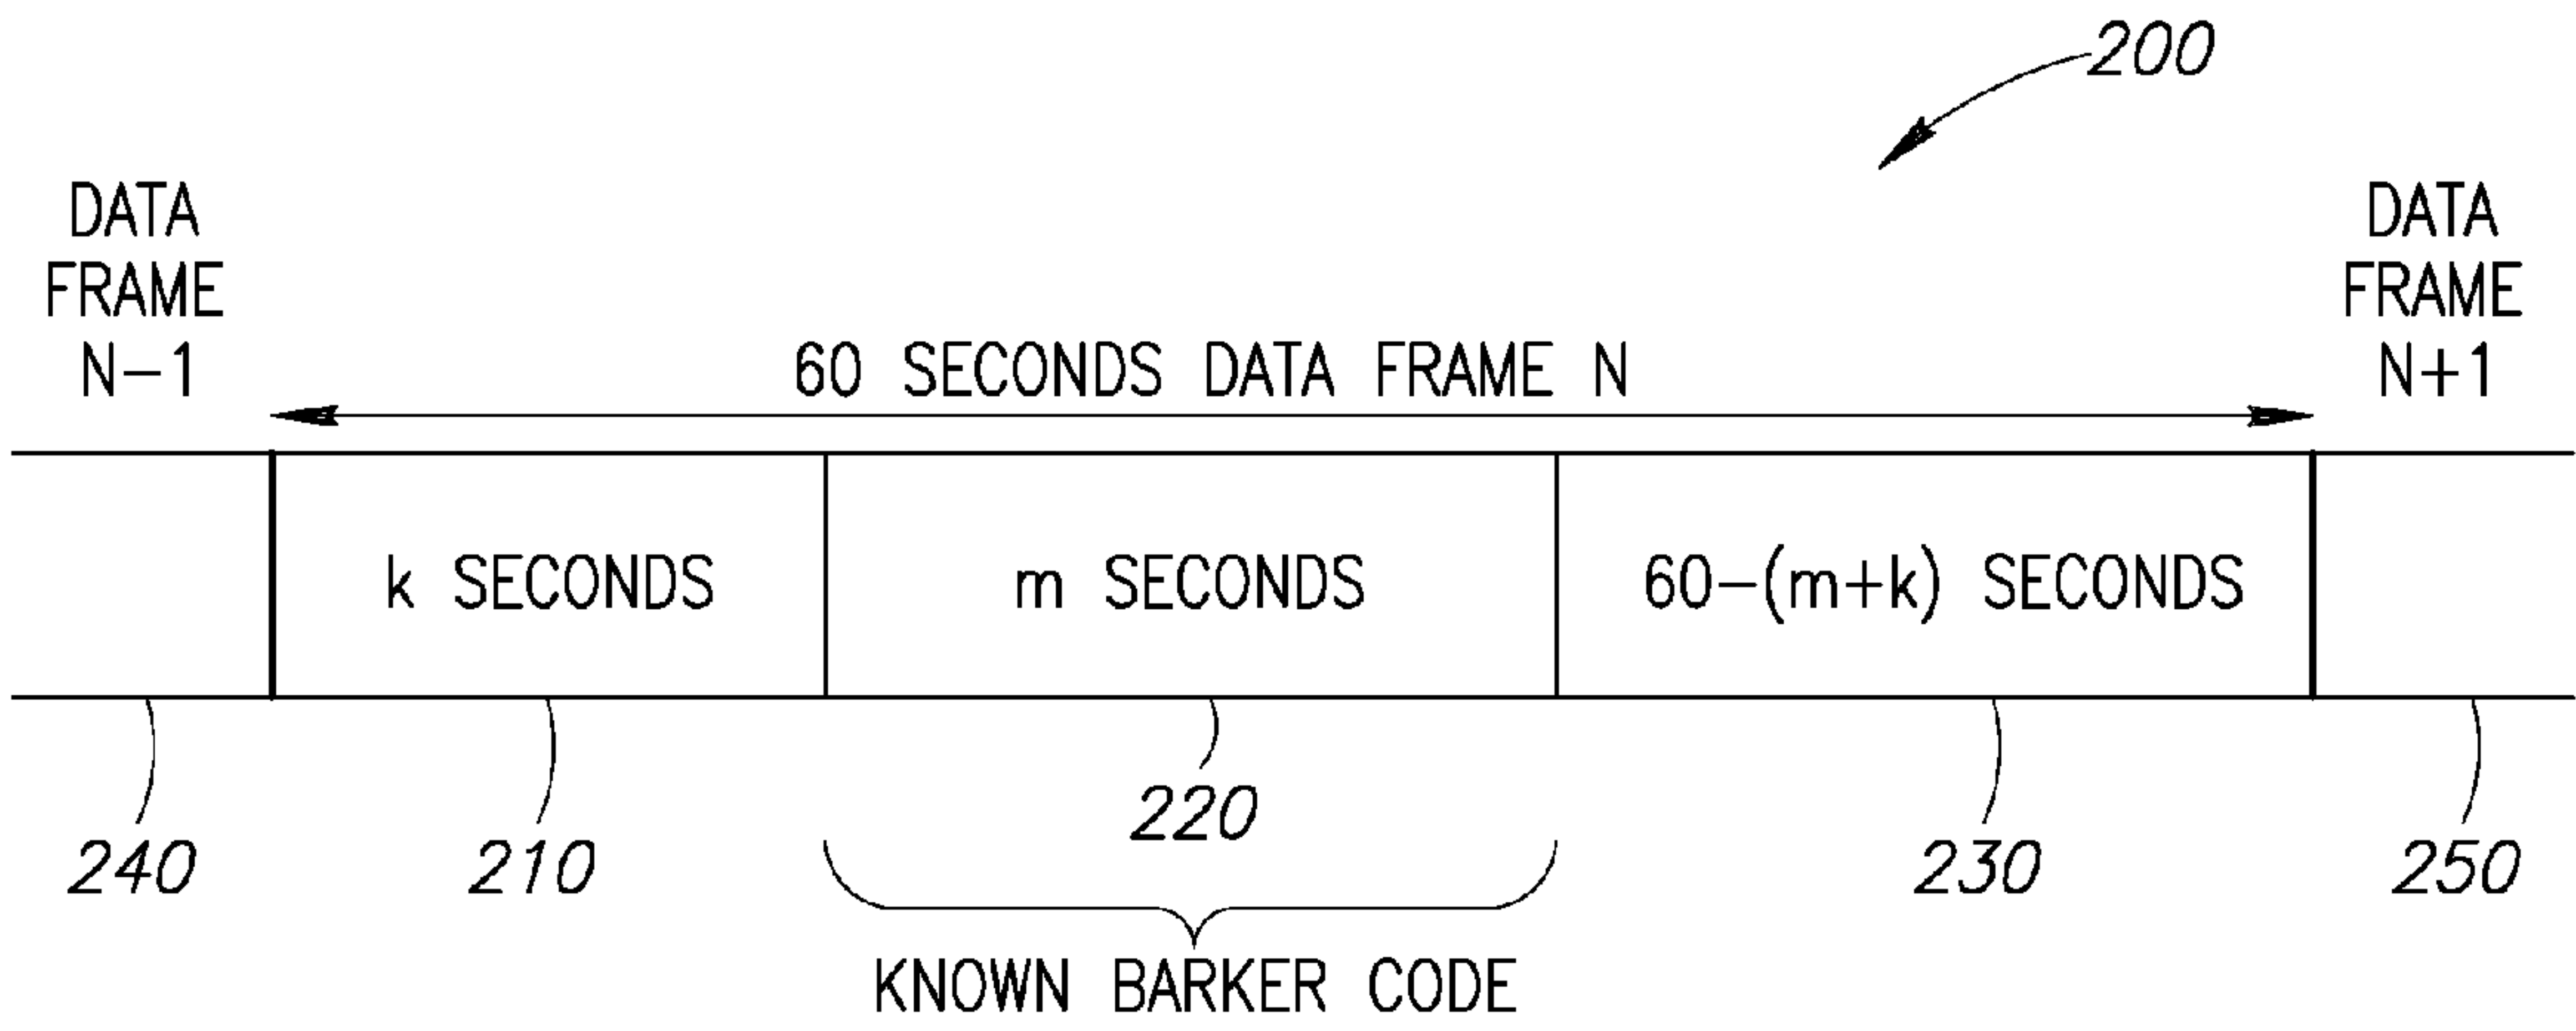 200
DATA
FRAME
N-1
DATA
FRAME
N+1
60 SECONDS DATA FRAME N
k SECONDS
m SECONDS
60-(m+k) SECONDS
240
210
220
230
250
KNOWN BARKER CODE